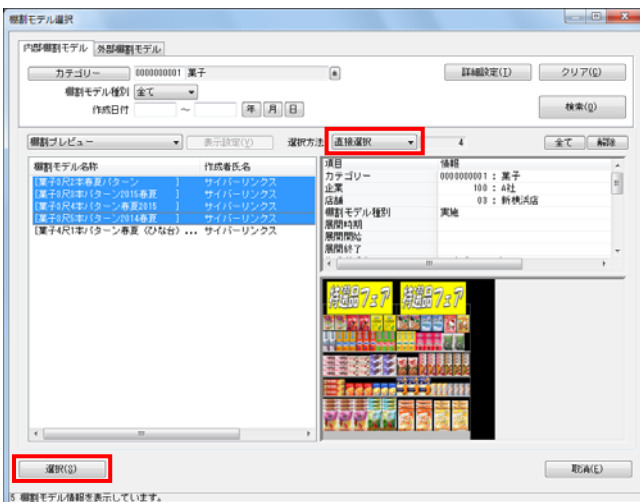 棚割モデル選択
内部棚割モデル 外部棚割モデル
カテゴリー 0000000001 菓子 詳細設定(I) クリア(C)
棚割モデル種別 全て
作成日付 ～ 年 月 日 検索(Q)
棚割プレビュー 表示設定(V) 選択方法 直接選択 4 全て 解除
棚割モデル名称 作成者氏名
[菓子3尺2本春夏パターン ] サイバーリンクス
[菓子3尺3本パターン2015春夏 ] サイバーリンクス
[菓子3尺4本パターン春夏2015 ] サイバーリンクス
[菓子3尺5本パターン2014春夏 ] サイバーリンクス
[菓子4尺1本パターン春夏（ひな台）... サイバーリンクス
項目 情報
カテゴリー 0000000001 : 菓子
企業 100 : A社
店舗 03 : 新横浜店
棚割モデル種別 実施
展開時期
展開開始
展開終了
特選品フェア 特選品フェア
選択(S) 取消(E)
5 棚割モデル情報を表示しています。